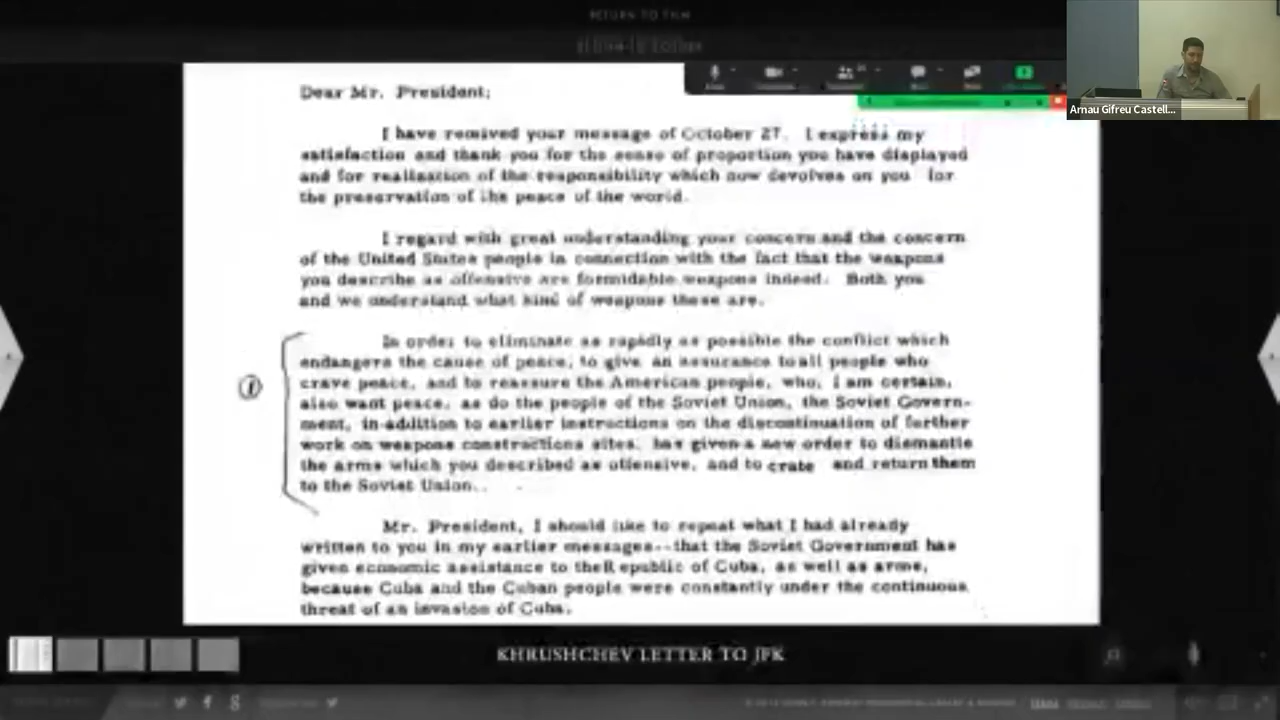 RETURN TO FILM
Arnau Gifreu Castell...
Dear Mr. President:
I have received your message of October 27. I express my
satisfaction and thank you for the sense of proportion you have displayed
and for realization of the responsibility which now devolves on you for
the preservation of the peace of the world.
I regard with great understanding your concern and the concern
of the United States people in connection with the fact that the weapons
you describe as offensive are formidable weapons indeed. Both you
and we understand what kind of weapons these are.
In order to eliminate as rapidly as possible the conflict which
endangers the cause of peace, to give an assurance to all people who
crave peace, and to reassure the American people, who, I am certain,
also want peace, as do the people of the Soviet Union, the Soviet Govern-
ment, in addition to earlier instructions on the discontinuation of further
work on weapons constructions sites, has given a new order to dismantle
the arms which you described as offensive, and to crate and return them
to the Soviet Union.
Mr. President, I should like to repeat what I had already
written to you in my earlier messages--that the Soviet Government has
given economic assistance to theR epublic of Cuba, as well as arms,
because Cuba and the Cuban people were constantly under the continuous
threat of an invasion of Cuba.
KHRUSHCHEV LETTER TO JFK